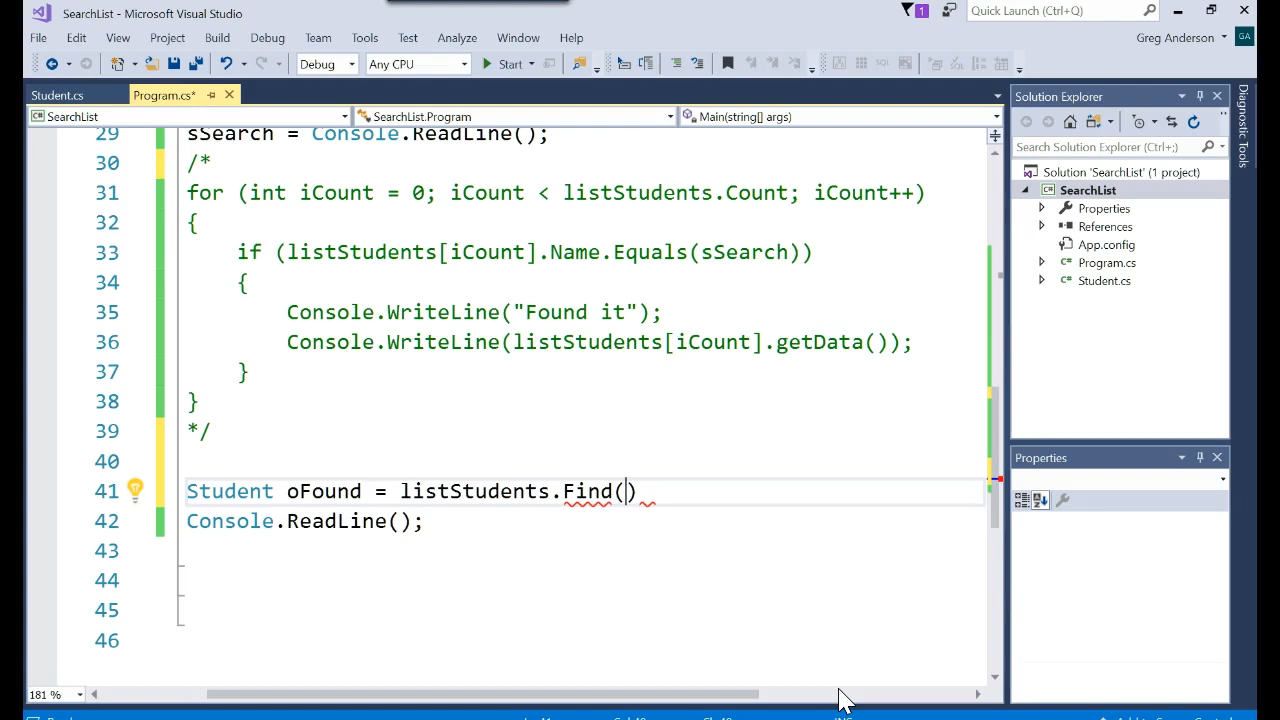 SearchList - Microsoft Visual Studio
1
Quick Launch (Ctrl+Q)
File Edit View Project Build Debug Team Tools Test Analyze Window Help
Greg Anderson GA
Debug Any CPU Start
Student.cs Program.cs*
SearchList SearchList.Program Main(string[] args)
29 sSearch = Console.ReadLine();
30 /*
31 for (int iCount = 0; iCount < listStudents.Count; iCount++)
32 {
33 if (listStudents[iCount].Name.Equals(sSearch))
34 {
35 Console.WriteLine("Found it");
36 Console.WriteLine(listStudents[iCount].getData());
37 }
38 }
39 */
40
41 Student oFound = listStudents.Find()
42 Console.ReadLine();
43
44
45
46
181 %
Solution Explorer
Search Solution Explorer (Ctrl+;)
Solution 'SearchList' (1 project)
SearchList
Properties
References
App.config
Program.cs
Student.cs
Properties
Diagnostic Tools